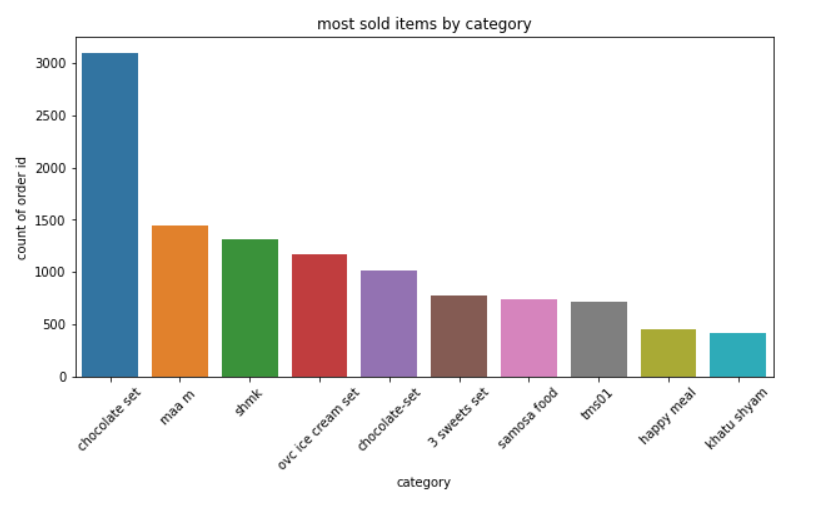 most sold items by category
count of order id
3000
2500
2000
1500
1000
500
0
chocolate set
maa rn
shmk
ovc ice cream set
chocolate-set
3 sweets set
samosa food
tms01
happy meal
khatu shyam
category